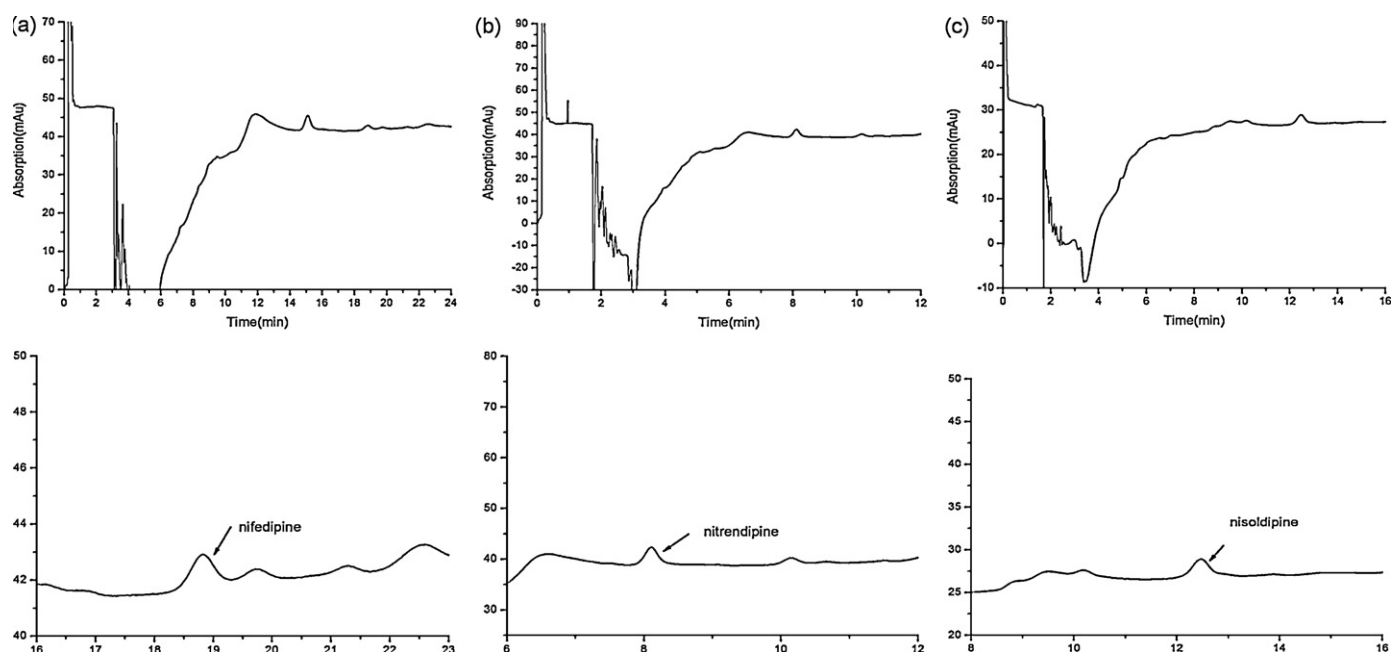 (a)
70
60
50
40
30
20
10
0
Absorption(mAu)
0 2 4 6 8 10 12 14 16 18 20 22 24
Time(min)
(b)
90
80
70
60
50
40
30
20
10
0
-10
-20
-30
Absorption(mAu)
0 2 4 6 8 10 12
Time(min)
(c)
50
40
30
20
10
0
-10
Absorption(mAu)
0 2 4 6 8 10 12 14 16
Time(min)
50
48
46
44
42
40
nifedipine
16 17 18 19 20 21 22 23
80
70
60
50
40
30
nitrendipine
6 8 10 12
50
45
40
35
30
25
20
nisoldipine
8 10 12 14 16